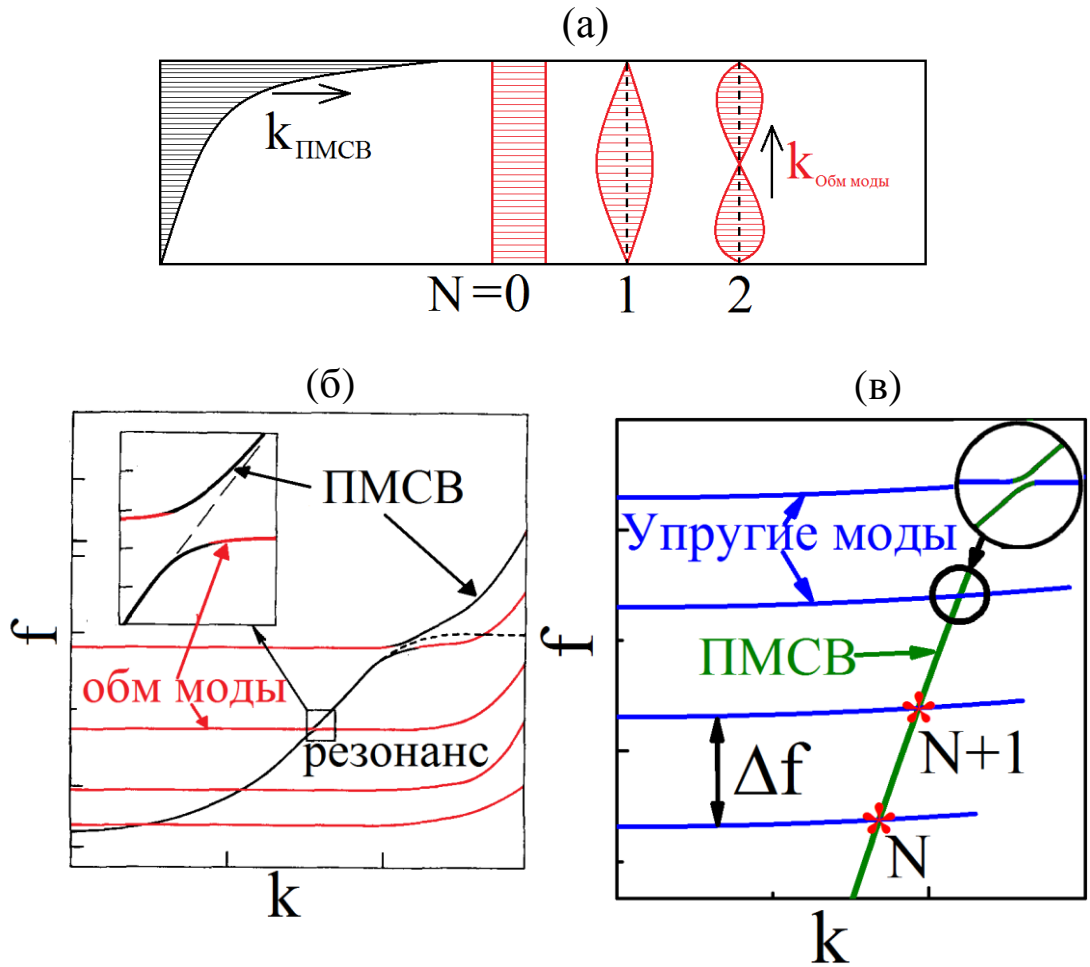 (а)
k ПМСВ
k Обм моды
N=0 1 2
(б)
ПМСВ
f
обм моды
резонанс
k
(в)
Упругие моды
f
ПМСВ
N+1
Δf
N
k